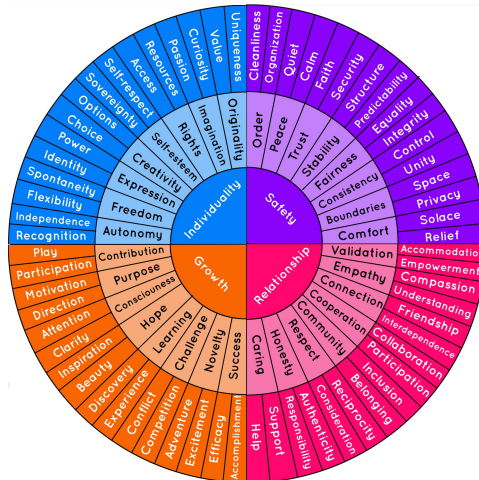 Safety
Order
Peace
Trust
Stability
Fairness
Consistency
Boundaries
Comfort
Cleanliness
Organization
Quiet
Calm
Faith
Security
Structure
Predictability
Equality
Integrity
Control
Unity
Space
Privacy
Solace
Relief
Relationship
Validation
Empathy
Connection
Cooperation
Community
Respect
Honesty
Caring
Accommodation
Empowerment
Compassion
Understanding
Friendship
Interdependence
Collaboration
Participation
Inclusion
Belonging
Reciprocity
Consideration
Authenticity
Responsibility
Support
Help
Growth
Success
Novelty
Challenge
Learning
Hope
Consciousness
Purpose
Contribution
Accomplishment
Efficacy
Excitement
Adventure
Competition
Conflict
Experience
Discovery
Beauty
Inspiration
Clarity
Attention
Direction
Motivation
Participation
Play
Individuality
Autonomy
Freedom
Expression
Creativity
Self-esteem
Rights
Imagination
Originality
Recognition
Independence
Flexibility
Spontaneity
Identity
Power
Choice
Options
Sovereignty
Self-respect
Access
Resources
Passion
Curiosity
Value
Uniqueness